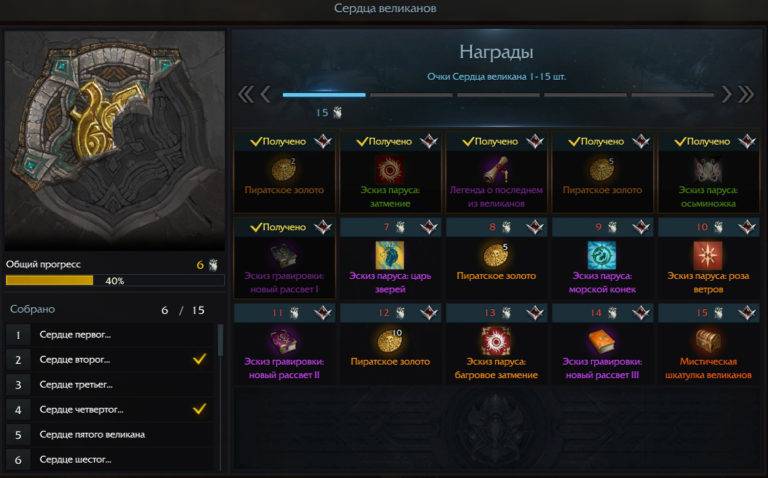 Сердца великанов
Награды
Очки Сердца великана 1-15 шт.
15
Получено
Получено
Получено
Получено
Получено
2
5
Пиратское золото
Эскиз паруса:
затмение
Легенда о последнем
из великанов
Пиратское золото
Эскиз паруса:
осьминожка
Получено
7
8
9
10
5
Эскиз гравировки:
новый рассвет I
Эскиз паруса: царь
зверей
Пиратское золото
Эскиз паруса:
морской конек
Эскиз паруса: роза
ветров
11
12
13
14
15
10
Эскиз гравировки:
новый рассвет II
Пиратское золото
Эскиз паруса:
багровое затмение
Эскиз гравировки:
новый рассвет III
Мистическая
шкатулка великанов
Общий прогресс 6
40%
Собрано 6 / 15
1 Сердце первог...
2 Сердце второг...
3 Сердце третьег...
4 Сердце четвертог...
5 Сердце пятого великана
6 Сердце шестог...